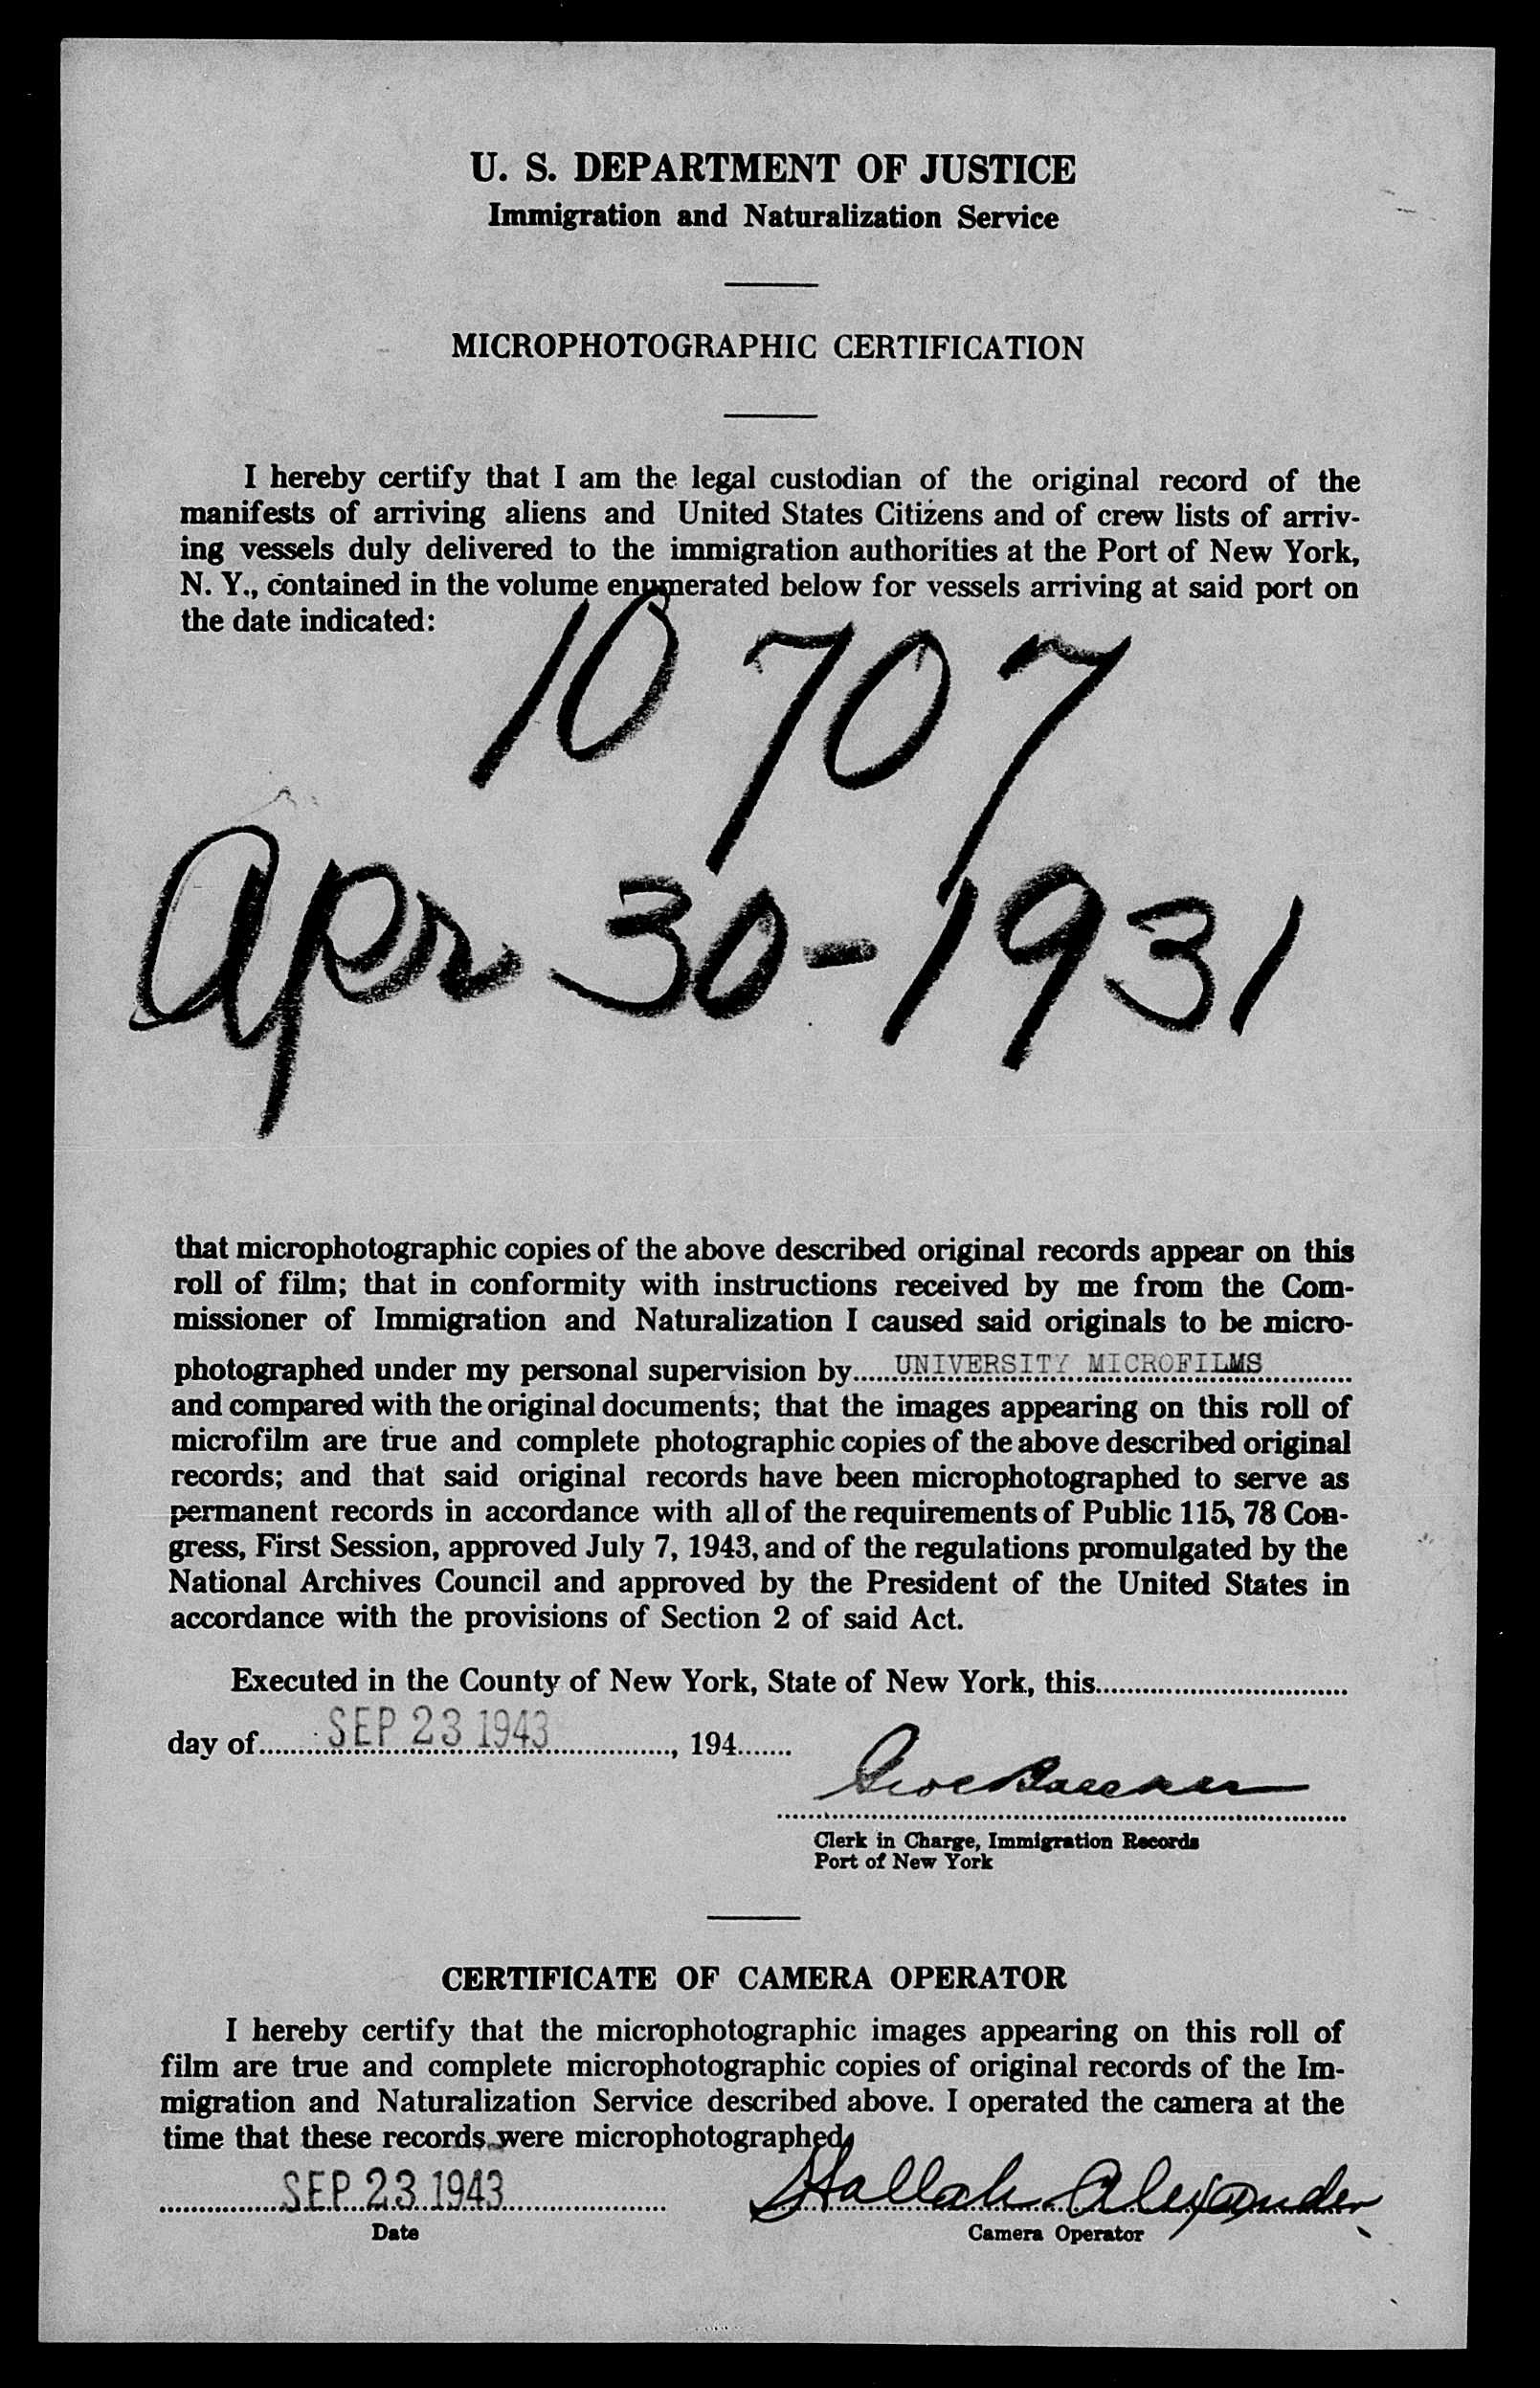 U. S. DEPARTMENT OF JUSTICE
Immigration and Naturalization Service
MICROPHOTOGRAPHIC CERTIFICATION
I hereby certify that I am the legal custodian of the original record of the
manifests of arriving aliens and United States Citizens and of crew lists of arriv-
ing vessels duly delivered to the immigration authorities at the Port of New York,
N. Y., contained in the volume enumerated below for vessels arriving at said port on
the date indicated:
10707
Apr 30-1931
that microphotographic copies of the above described original records appear on this
roll of film; that in conformity with instructions received by me from the Com-
missioner of Immigration and Naturalization I caused said originals to be micro-
photographed under my personal supervision by UNIVERSITY MICROFILMS
and compared with the original documents; that the images appearing on this roll of
microfilm are true and complete photographic copies of the above described original
records; and that said original records have been microphotographed to serve as
permanent records in accordance with all of the requirements of Public 115, 78 Con-
gress, First Session, approved July 7, 1943, and of the regulations promulgated by the
National Archives Council and approved by the President of the United States in
accordance with the provisions of Section 2 of said Act.
Executed in the County of New York, State of New York, this
day of SEP 23 1943, 194
Clerk in Charge, Immigration Records
Port of New York
CERTIFICATE OF CAMERA OPERATOR
I hereby certify that the microphotographic images appearing on this roll of
film are true and complete microphotographic copies of original records of the Im-
migration and Naturalization Service described above. I operated the camera at the
time that these records were microphotographed.
SEP 23 1943 Alexander
Date Camera Operator